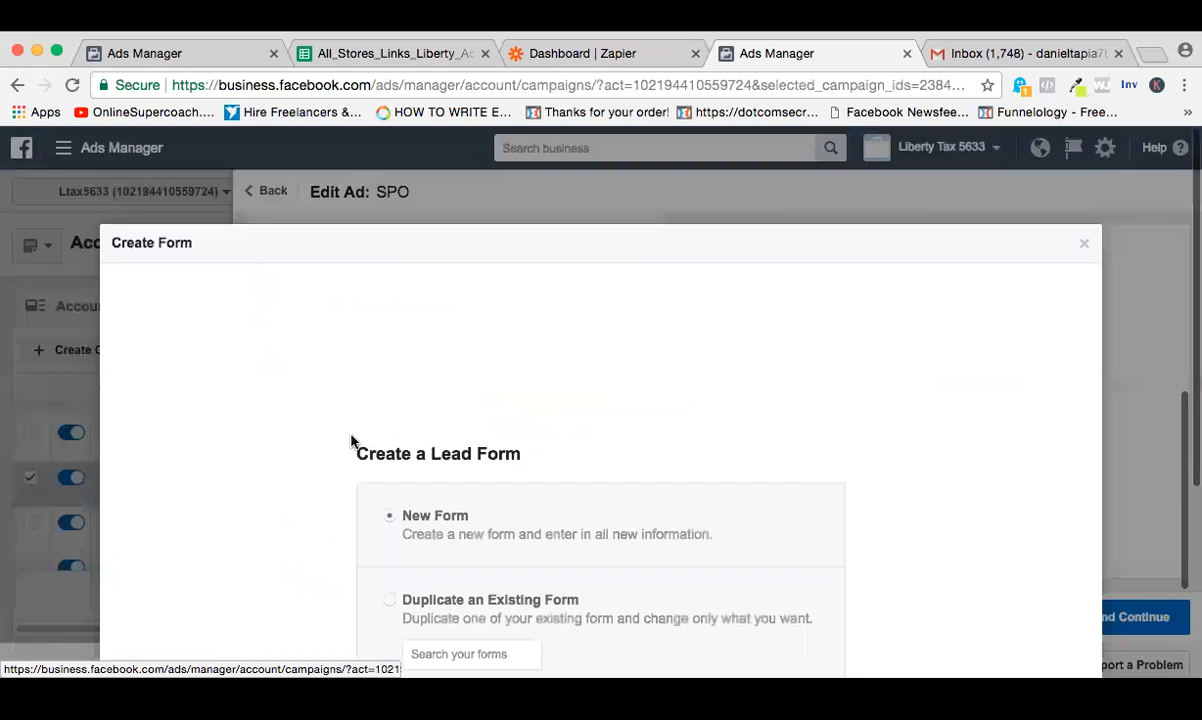 Ads Manager
All_Stores_Links_Liberty_Ac
Dashboard | Zapier
Ads Manager
Inbox (1,748) - danieltapia76
Secure
https://business.facebook.com/ads/manager/account/campaigns/?act=102194410559724&selected_campaign_ids=2384...
Apps
OnlineSupercoach....
Hire Freelancers &...
HOW TO WRITE E...
Thanks for your order!
https://dotcomsecr...
Facebook Newsfee...
Funnelology - Free...
Ads Manager
Search business
Liberty Tax 5633
Help
Ltax5633 (102194410559724)
Back
Edit Ad: SPO
Acc
Create Form
Accou
Create C
Create a Lead Form
New Form
Create a new form and enter in all new information.
Duplicate an Existing Form
Duplicate one of your existing form and change only what you want.
Search your forms
nd Continue
port a Problem
https://business.facebook.com/ads/manager/account/campaigns/?act=1021